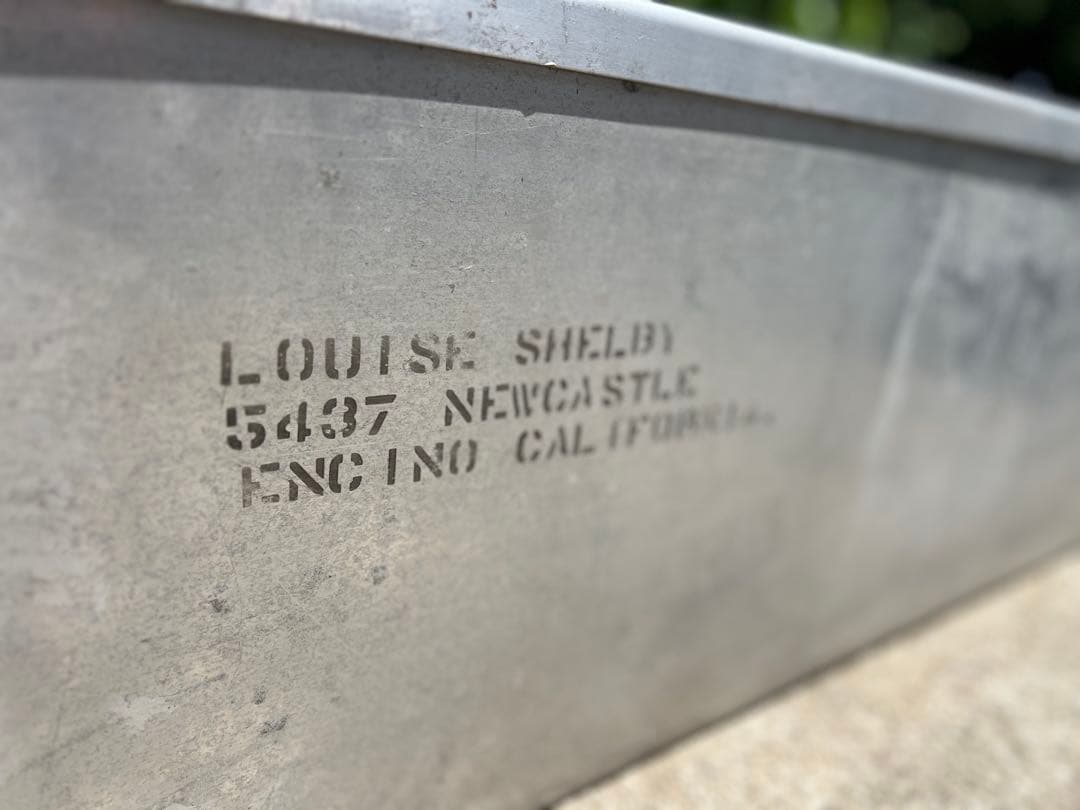 LOUISE SHELBY
5437 NEWCASTLE
ENCINO CALIFORNIA